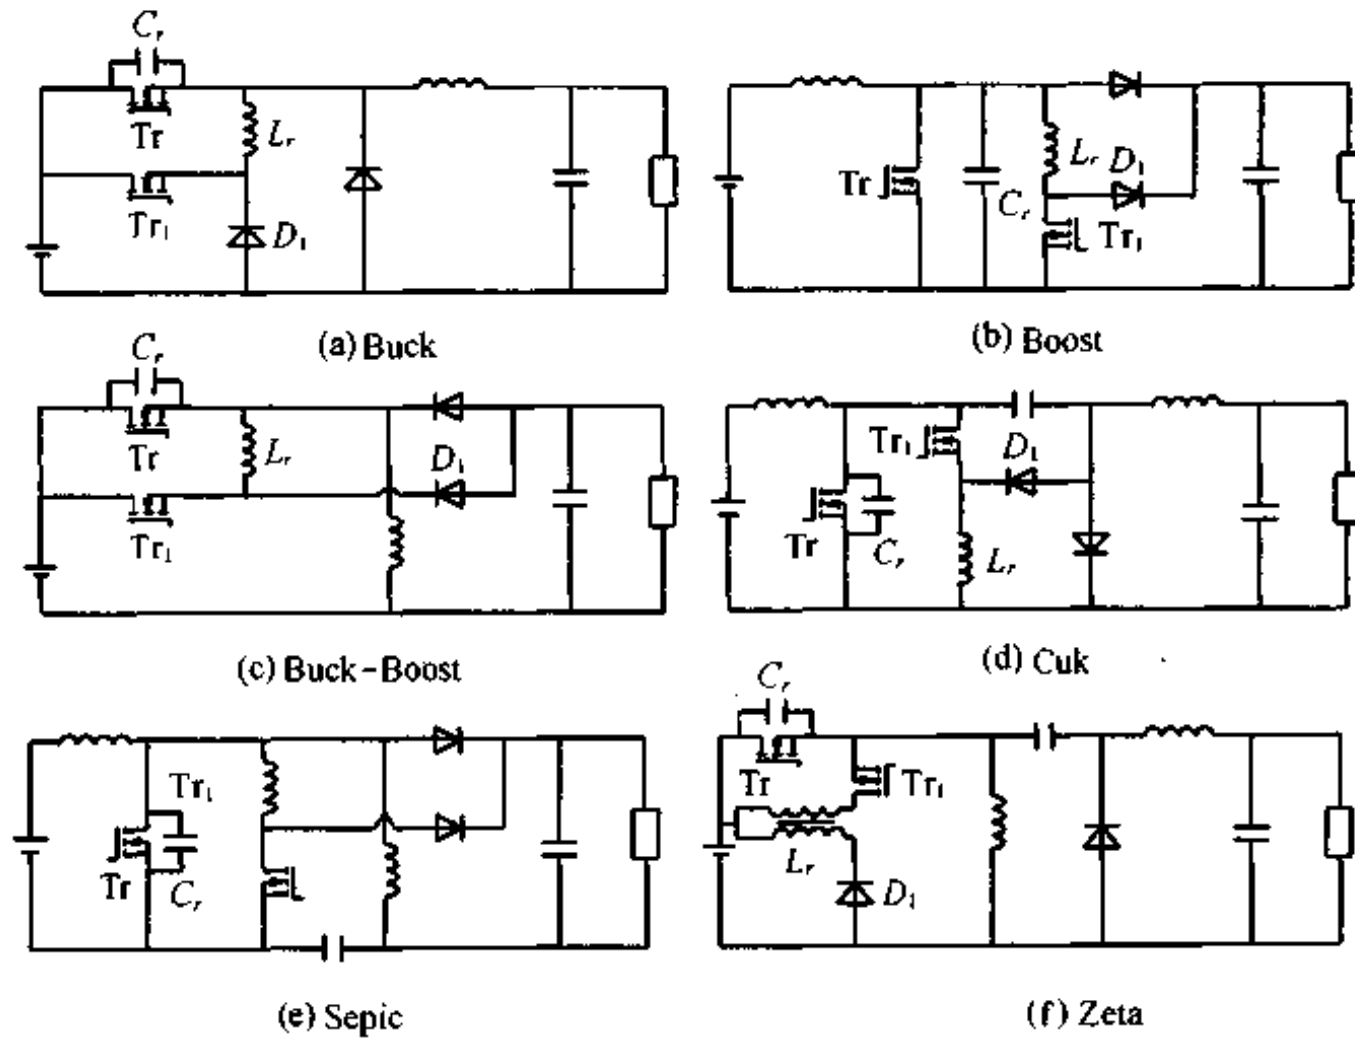 Cr
Tr
Lr
Tr1
D1
(a) Buck
Tr
Cr
Lr
D1
Tr1
(b) Boost
Cr
Tr
Lr
D1
Tr1
(c) Buck-Boost
Tr1
D1
Tr
Cr
Lr
(d) Cuk
Tr1
Tr
Cr
(e) Sepic
Cr
Tr
Tr1
Lr
D1
(f) Zeta